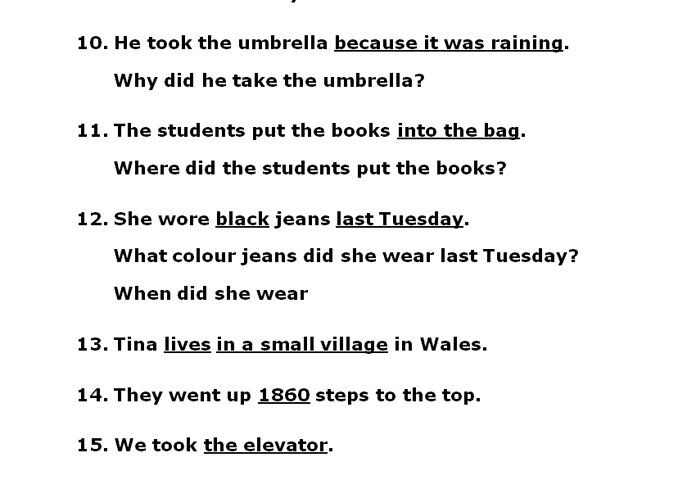 10. He took the umbrella because it was raining.
Why did he take the umbrella?
11. The students put the books into the bag.
Where did the students put the books?
12. She wore black jeans last Tuesday.
What colour jeans did she wear last Tuesday?
When did she wear
13. Tina lives in a small village in Wales.
14. They went up 1860 steps to the top.
15. We took the elevator.